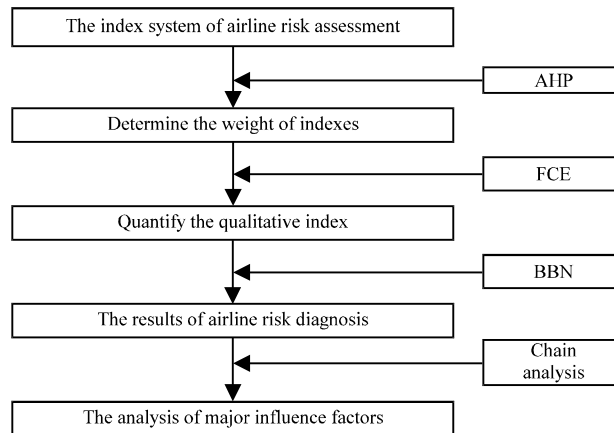 The index system of airline risk assessment
AHP
Determine the weight of indexes
FCE
Quantify the qualitative index
BBN
The results of airline risk diagnosis
Chain
analysis
The analysis of major influence factors